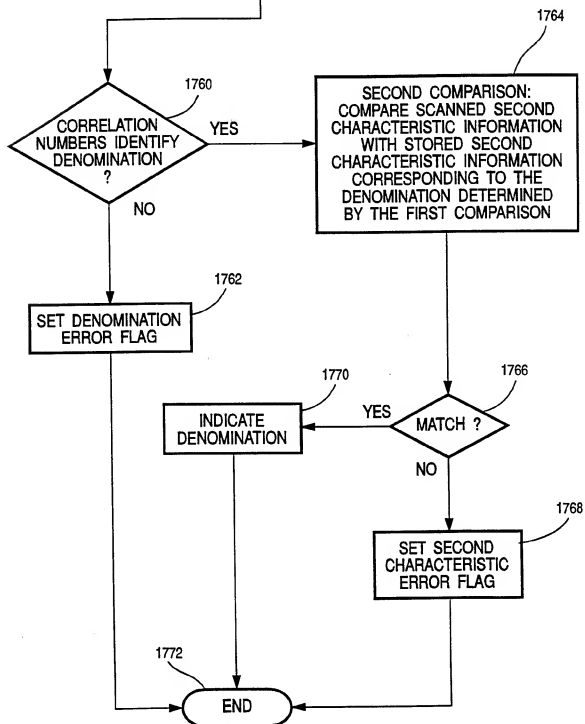 1764
1760
CORRELATION
NUMBERS IDENTIFY
DENOMINATION
?
YES
NO
SECOND COMPARISON:
COMPARE SCANNED SECOND
CHARACTERISTIC INFORMATION
WITH STORED SECOND
CHARACTERISTIC INFORMATION
CORRESPONDING TO THE
DENOMINATION DETERMINED
BY THE FIRST COMPARISON
1762
SET DENOMINATION
ERROR FLAG
1770
INDICATE
DENOMINATION
YES
1766
MATCH ?
NO
1768
SET SECOND
CHARACTERISTIC
ERROR FLAG
1772
END